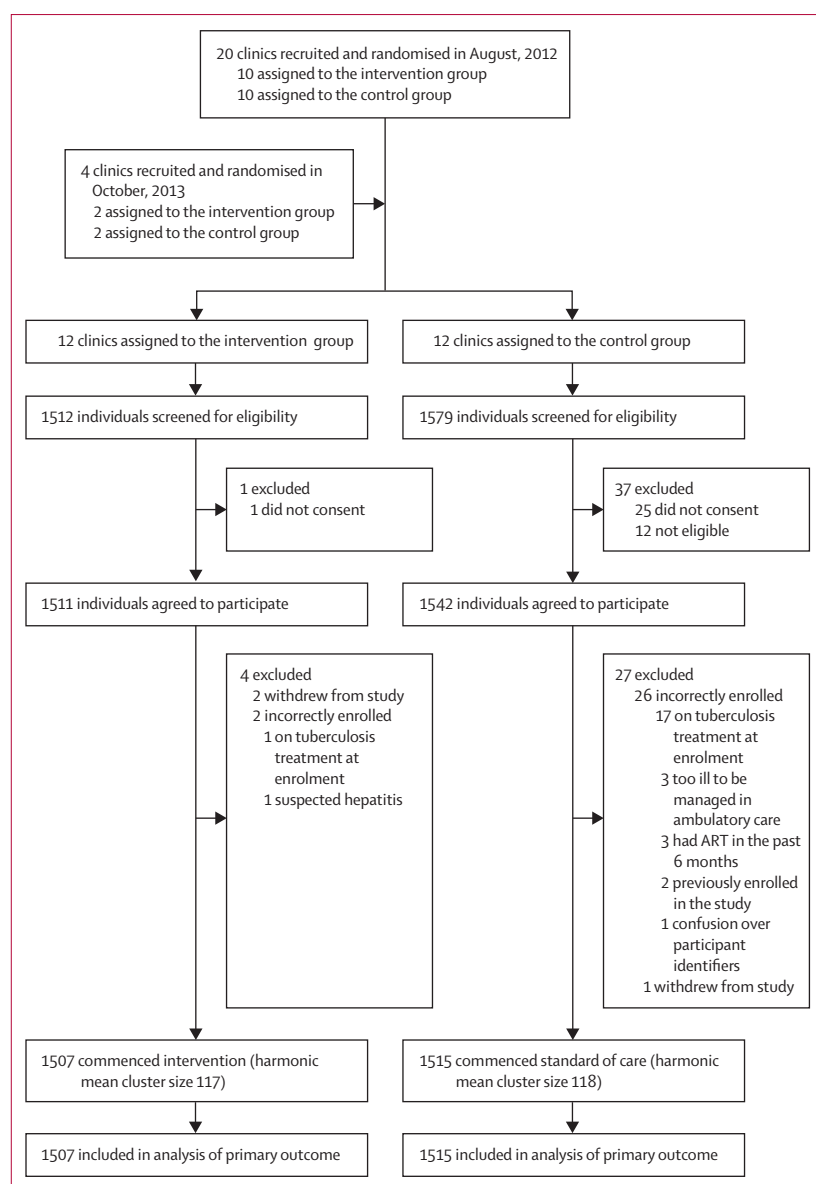 20 clinics recruited and randomised in August, 2012
10 assigned to the intervention group
10 assigned to the control group
4 clinics recruited and randomised in
October, 2013
2 assigned to the intervention group
2 assigned to the control group
12 clinics assigned to the intervention group
12 clinics assigned to the control group
1512 individuals screened for eligibility
1579 individuals screened for eligibility
1 excluded
1 did not consent
37 excluded
25 did not consent
12 not eligible
1511 individuals agreed to participate
1542 individuals agreed to participate
4 excluded
2 withdrew from study
2 incorrectly enrolled
1 on tuberculosis
treatment at
enrolment
1 suspected hepatitis
27 excluded
26 incorrectly enrolled
17 on tuberculosis
treatment at
enrolment
3 too ill to be
managed in
ambulatory care
3 had ART in the past
6 months
2 previously enrolled
in the study
1 confusion over
participant
identifiers
1 withdrew from study
1507 commenced intervention (harmonic
mean cluster size 117)
1515 commenced standard of care (harmonic
mean cluster size 118)
1507 included in analysis of primary outcome
1515 included in analysis of primary outcome